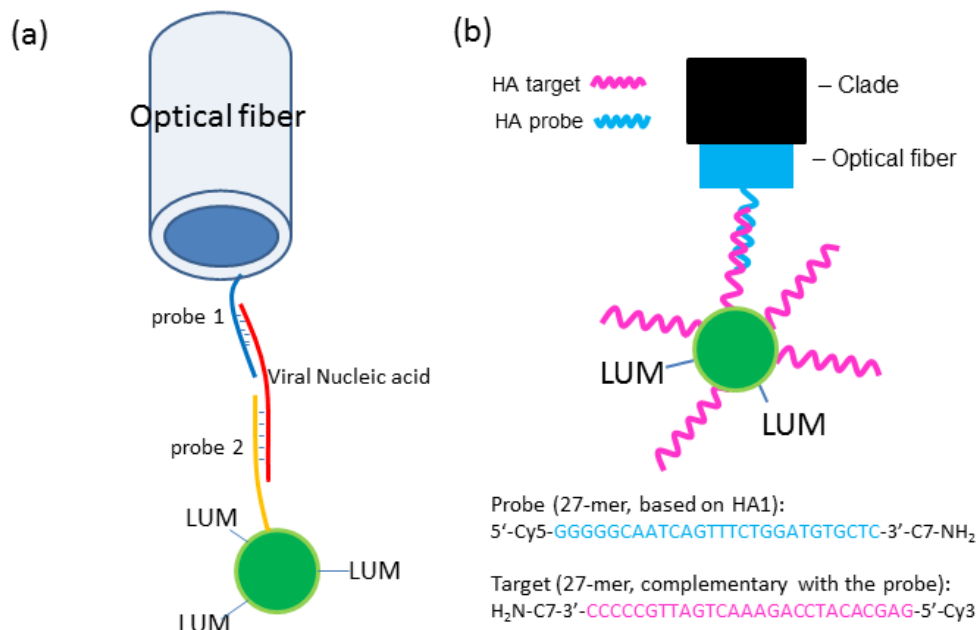 (a)
Optical fiber
probe 1
Viral Nucleic acid
probe 2
LUM
LUM
LUM
(b)
HA target
HA probe
– Clade
– Optical fiber
LUM
LUM
Probe (27-mer, based on HA1):
5‘-Cy5-GGGGGCAATCAGTTTCTGGATGTGCTC-3’-C7-NH₂
Target (27-mer, complementary with the probe):
H₂N-C7-3’-CCCCCGTTAGTCAAAGACCTACACGAG-5’-Cy3